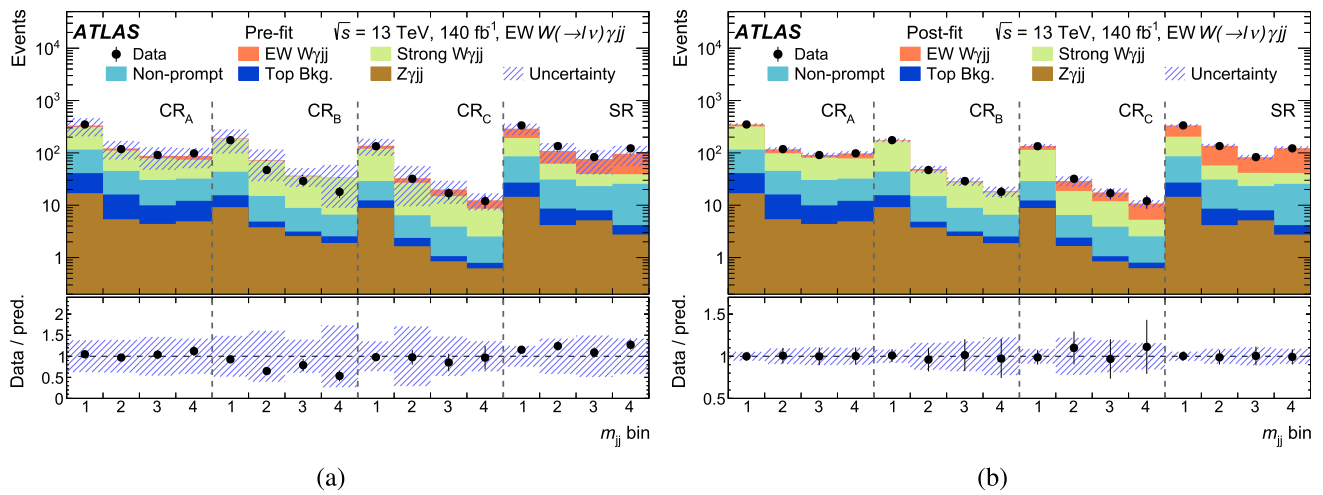 Events
10⁴
10³
10²
10
1
ATLAS Pre-fit √s = 13 TeV, 140 fb⁻¹, EW W(→lν)γjj
Data EW Wγjj Strong Wγjj
Non-prompt Top Bkg. Zγjj Uncertainty
CR_A CR_B CR_C SR
Data / pred.
2
1.5
1
0.5
0
1 2 3 4 1 2 3 4 1 2 3 4 1 2 3 4
m_jj bin
(a)
Events
10⁴
10³
10²
10
1
ATLAS Post-fit √s = 13 TeV, 140 fb⁻¹, EW W(→lν)γjj
Data EW Wγjj Strong Wγjj
Non-prompt Top Bkg. Zγjj Uncertainty
CR_A CR_B CR_C SR
Data / pred.
1.5
1
0.5
1 2 3 4 1 2 3 4 1 2 3 4 1 2 3 4
m_jj bin
(b)